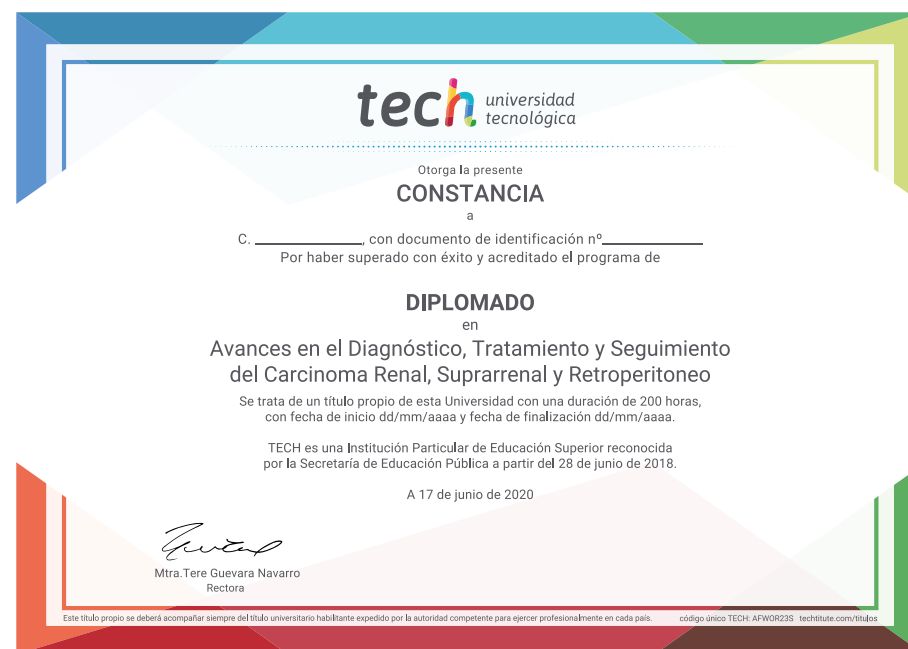 tech universidad
tecnológica
Otorga la presente
CONSTANCIA
a
C. ____________, con documento de identificación nº____________
Por haber superado con éxito y acreditado el programa de
DIPLOMADO
en
Avances en el Diagnóstico, Tratamiento y Seguimiento
del Carcinoma Renal, Suprarrenal y Retroperitoneo
Se trata de un título propio de esta Universidad con una duración de 200 horas,
con fecha de inicio dd/mm/aaaa y fecha de finalización dd/mm/aaaa.
TECH es una Institución Particular de Educación Superior reconocida
por la Secretaría de Educación Pública a partir del 28 de junio de 2018.
A 17 de junio de 2020
Mtra.Tere Guevara Navarro
Rectora
Este título propio se deberá acompañar siempre del título universitario habilitante expedido por la autoridad competente para ejercer profesionalmente en cada país. código único TECH: AFWOR23S techtitute.com/titulos